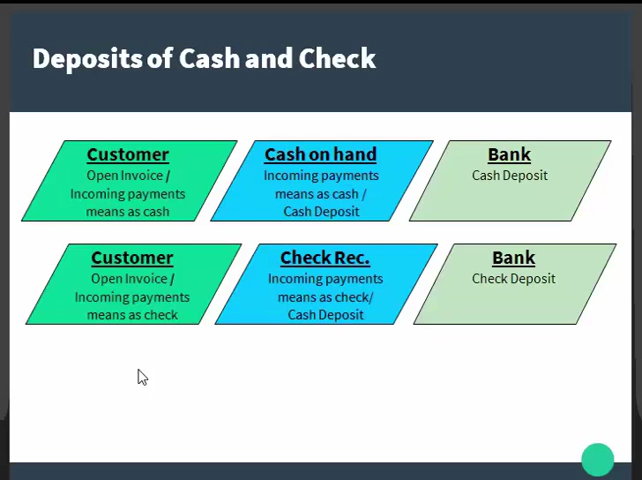 Deposits of Cash and Check
Customer
Open Invoice /
Incoming payments
means as cash
Cash on hand
Incoming payments
means as cash /
Cash Deposit
Bank
Cash Deposit
Customer
Open Invoice /
Incoming payments
means as check
Check Rec.
Incoming payments
means as check/
Cash Deposit
Bank
Check Deposit